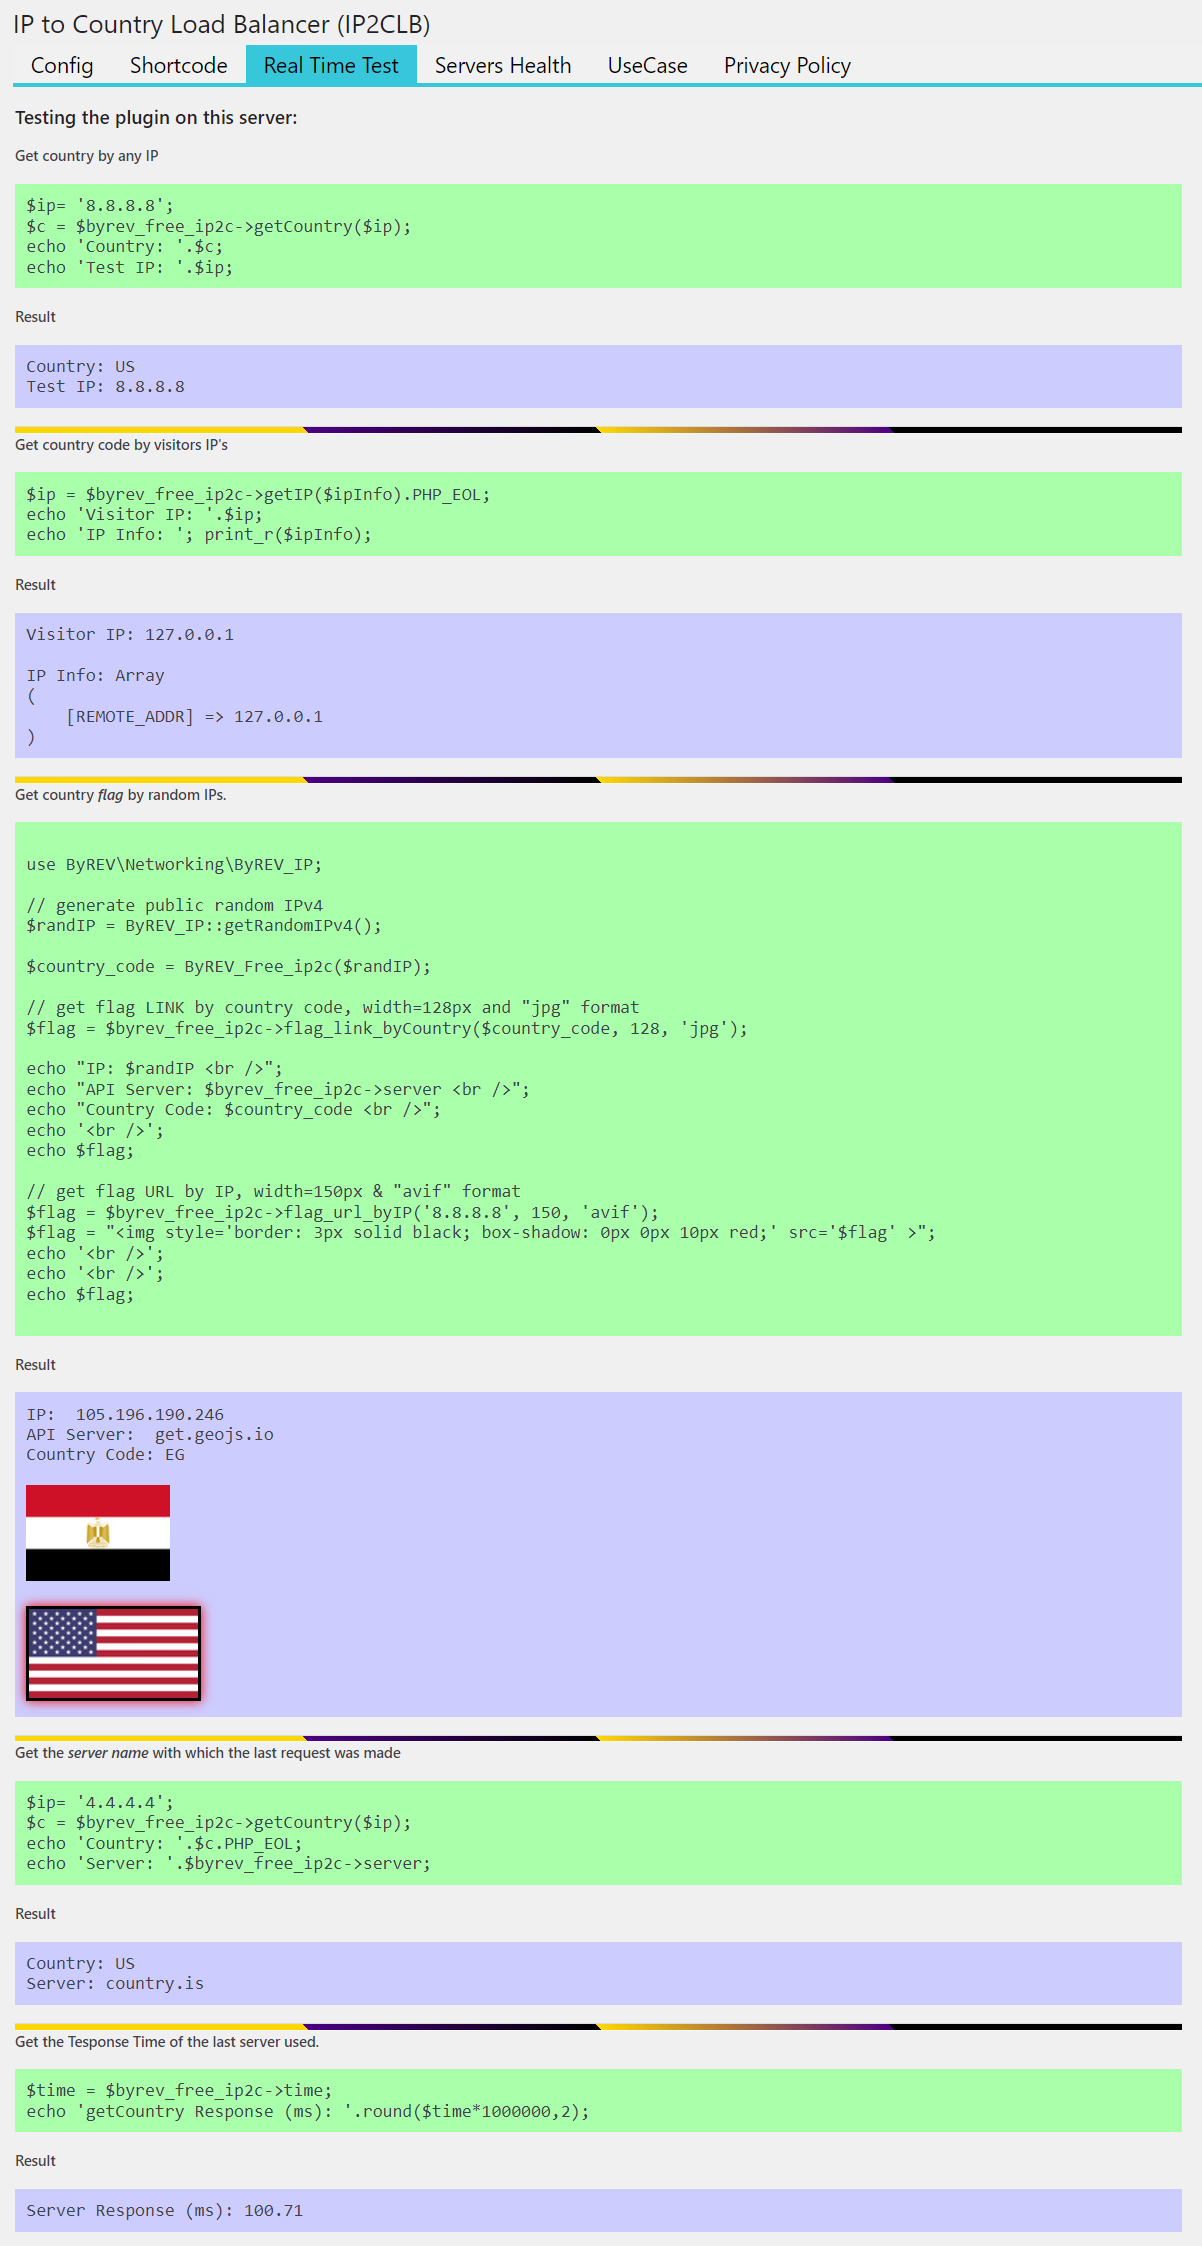 IP to Country Load Balancer (IP2CLB)
Config Shortcode Real Time Test Servers Health UseCase Privacy Policy
Testing the plugin on this server:
Get country by any IP
$ip= '8.8.8.8';
$c = $byrev_free_ip2c->getCountry($ip);
echo 'Country: '.$c;
echo 'Test IP: '.$ip;
Result
Country: US
Test IP: 8.8.8.8
Get country code by visitors IP's
$ip = $byrev_free_ip2c->getIP($ipInfo).PHP_EOL;
echo 'Visitor IP: '.$ip;
echo 'IP Info: '; print_r($ipInfo);
Result
Visitor IP: 127.0.0.1
IP Info: Array
(
    [REMOTE_ADDR] => 127.0.0.1
)
Get country flag by random IPs.
use ByREV\Networking\ByREV_IP;
// generate public random IPv4
$randIP = ByREV_IP::getRandomIPv4();
$country_code = ByREV_Free_ip2c($randIP);
// get flag LINK by country code, width=128px and "jpg" format
$flag = $byrev_free_ip2c->flag_link_byCountry($country_code, 128, 'jpg');
echo "IP: $randIP <br />";
echo "API Server: $byrev_free_ip2c->server <br />";
echo "Country Code: $country_code <br />";
echo '<br />';
echo $flag;
// get flag URL by IP, width=150px & "avif" format
$flag = $byrev_free_ip2c->flag_url_byIP('8.8.8.8', 150, 'avif');
$flag = "<img style='border: 3px solid black; box-shadow: 0px 0px 10px red;' src='$flag' >";
echo '<br />';
echo '<br />';
echo $flag;
Result
IP:  105.196.190.246
API Server:  get.geojs.io
Country Code: EG
Get the server name with which the last request was made
$ip= '4.4.4.4';
$c = $byrev_free_ip2c->getCountry($ip);
echo 'Country: '.$c.PHP_EOL;
echo 'Server: '.$byrev_free_ip2c->server;
Result
Country: US
Server: country.is
Get the Tesponse Time of the last server used.
$time = $byrev_free_ip2c->time;
echo 'getCountry Response (ms): '.round($time*1000000,2);
Result
Server Response (ms): 100.71